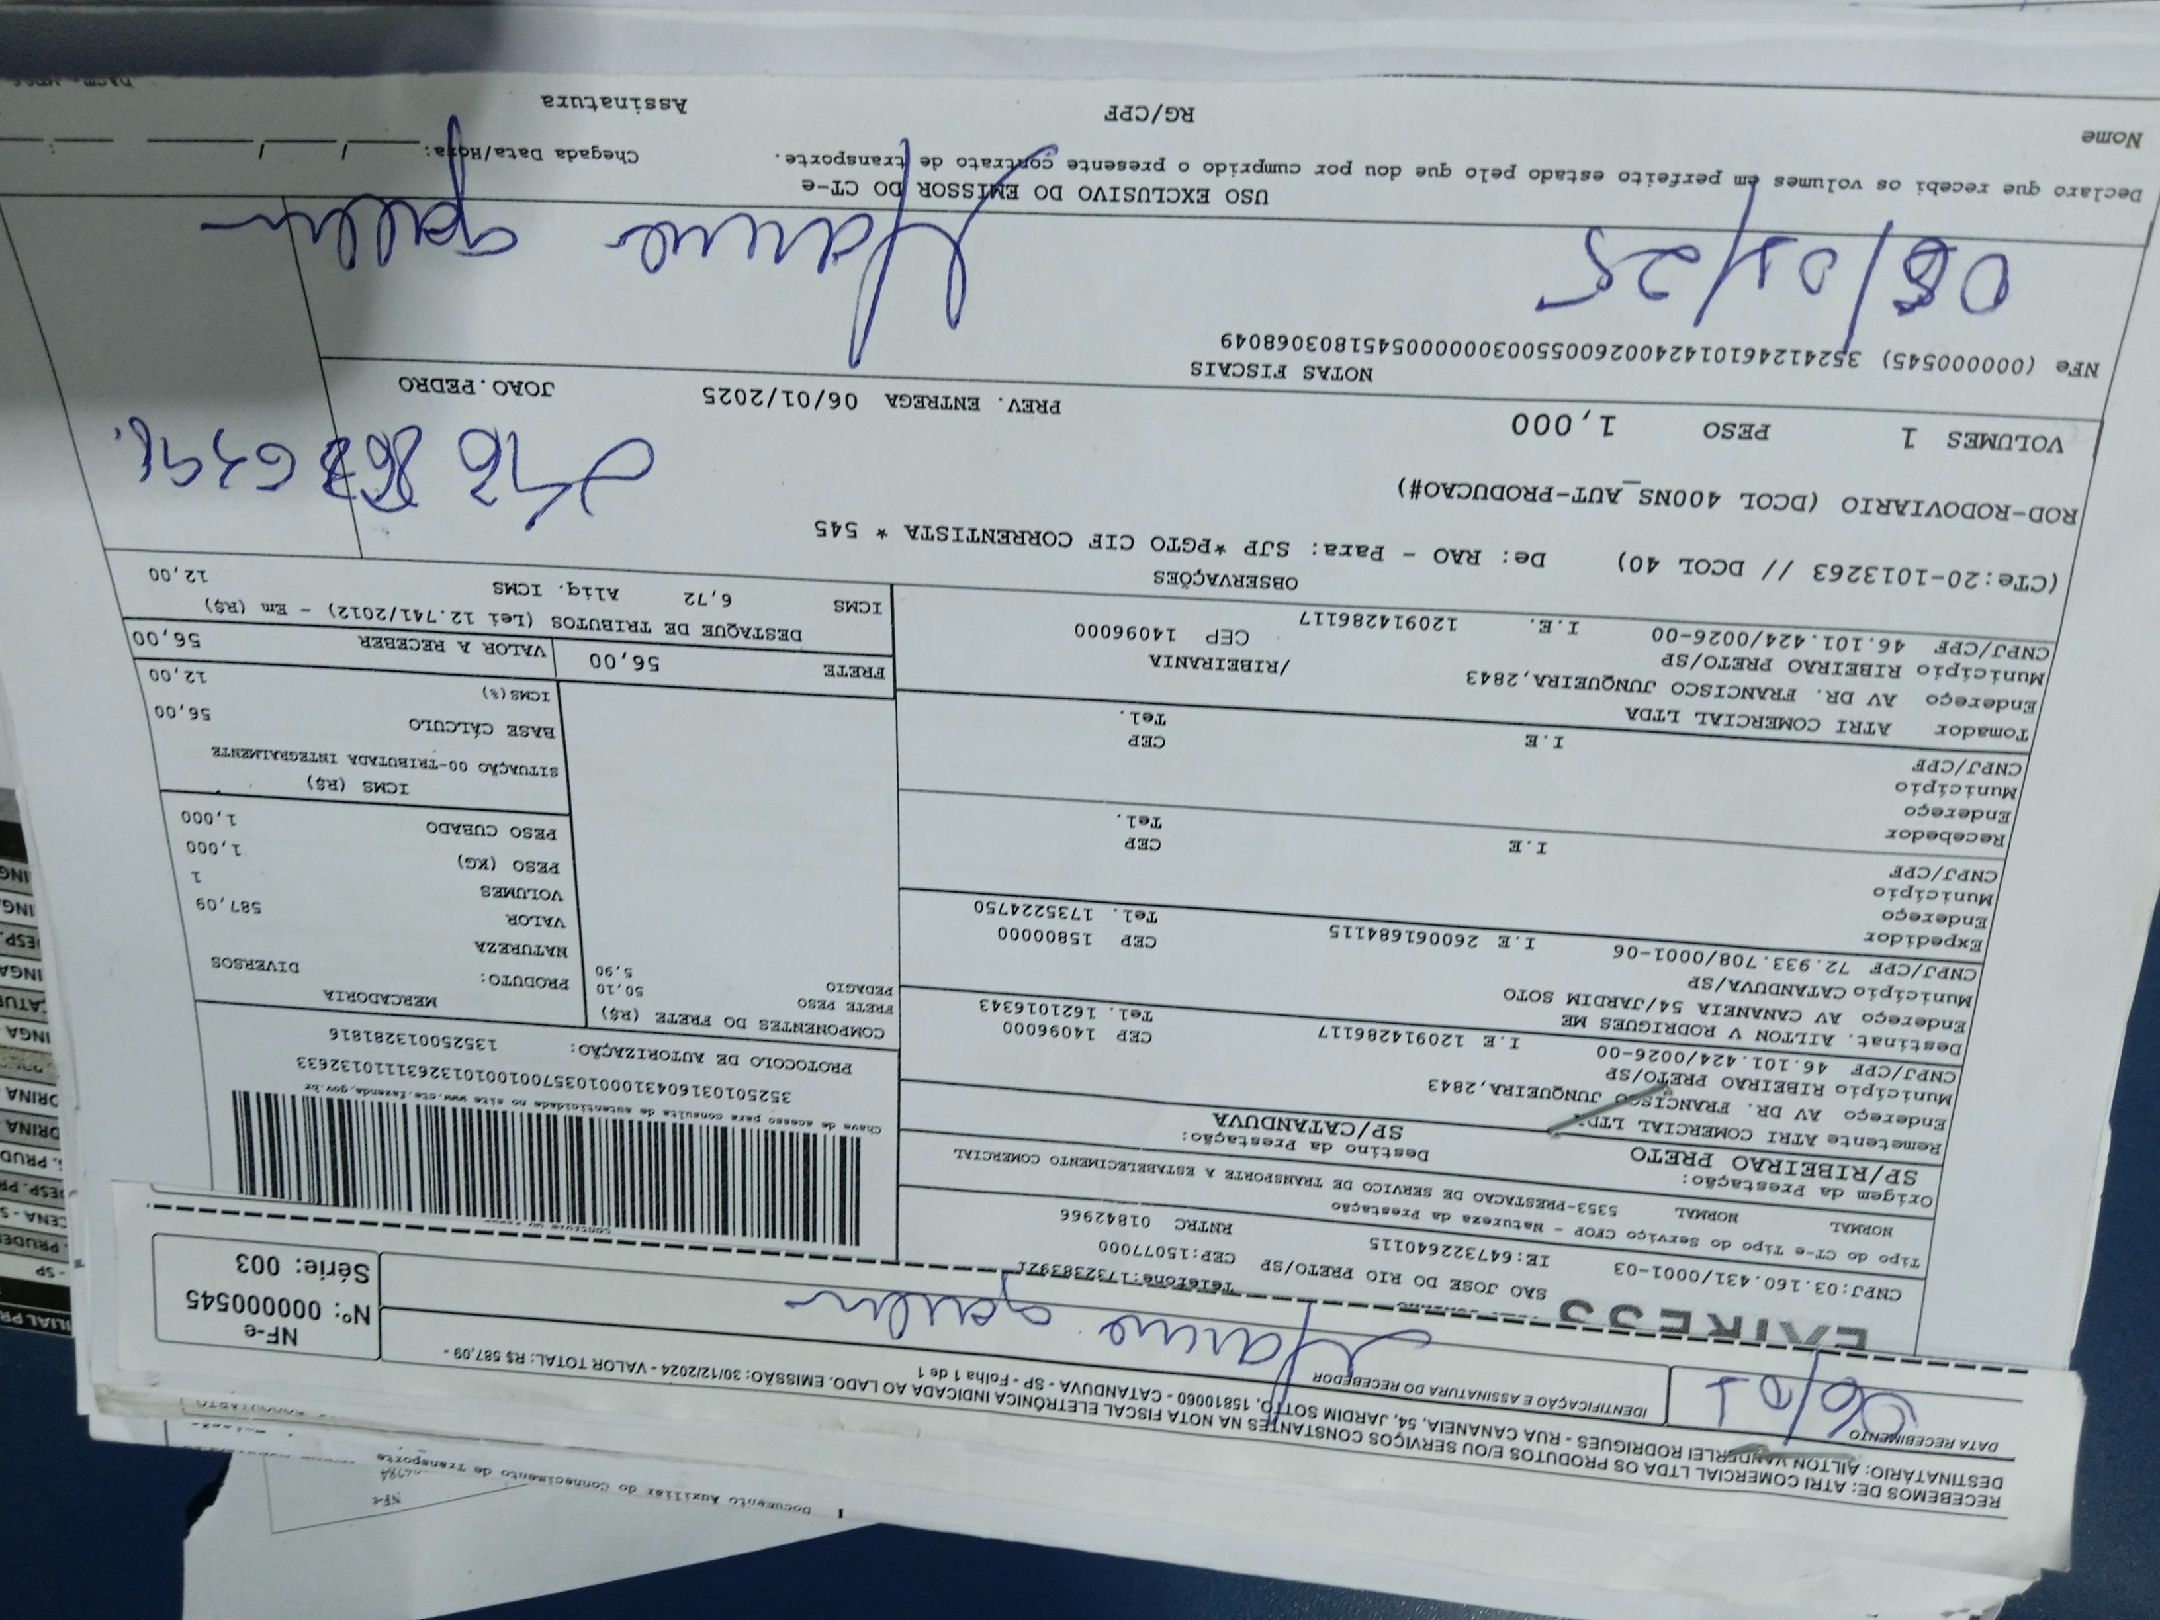 RECEBEMOS DE: ATRI COMERCIAL LTDA OS PRODUTOS E/OU SERVIÇOS CONSTANTES NA NOTA FISCAL ELETRÔNICA INDICADA AO LADO. EMISSÃO: 30/12/2024 - VALOR TOTAL: R$ 587,09 -
DESTINATÁRIO: AILTON VANDERLEI RODRIGUES - RUA CANANEIA, 54, JARDIM SOTTO, 15810060 - CATANDUVA - SP - Folha 1 de 1
DATA RECEBIMENTO
IDENTIFICAÇÃO E ASSINATURA DO RECEBEDOR
06/01
NF-e
Nº: 000000545
Série: 003
SAO JOSE DO RIO PRETO/SP CEP:15077000
CNPJ:03.160.431/0001-03 IE:647322640115 RNTRC 01842966
Tipo do CT-e Tipo do Serviço CFOP - Natureza da Prestação
NORMAL NORMAL 5353-PRESTACAO DE SERVICO DE TRANSPORTE A ESTABELECIMENTO COMERCIAL
Origem da Prestação: Destino da Prestação:
SP/RIBEIRAO PRETO SP/CATANDUVA
Chave de acesso para consulta de autenticidade no site www.cte.fazenda.gov.br
35250103160431000103570010010132631110132633
PROTOCOLO DE AUTORIZAÇÃO: 135250013281816
Remetente ATRI COMERCIAL LTDA
Endereço AV DR. FRANCISCO JUNQUEIRA,2843
Município RIBEIRAO PRETO/SP CEP 14096000
CNPJ/CPF 46.101.424/0026-00 I.E 120914286117 Tel. 1621016343
Destinat. AILTON V RODRIGUES ME
Endereço AV CANANEIA 54/JARDIM SOTO
Município CATANDUVA/SP CEP 15800000
CNPJ/CPF 72.933.708/0001-06 I.E 260061684115 Tel. 1735224750
Expedidor
Endereço
Município CEP
CNPJ/CPF I.E Tel.
Recebedor
Endereço
Município CEP
CNPJ/CPF I.E Tel.
Tomador ATRI COMERCIAL LTDA
Endereço AV DR. FRANCISCO JUNQUEIRA,2843 /RIBEIRANIA
Município RIBEIRAO PRETO/SP CEP 14096000
CNPJ/CPF 46.101.424/0026-00 I.E. 120914286117
COMPONENTES DO FRETE (R$)
FRETE PESO 50,10
PEDAGIO 5,90
FRETE 56,00
MERCADORIA
PRODUTO: DIVERSOS
NATUREZA
VALOR 587,09
VOLUMES 1
PESO (KG) 1,000
PESO CUBADO 1,000
ICMS (R$)
SITUAÇÃO 00-TRIBUTADA INTEGRALMENTE
BASE CÁLCULO 56,00
ICMS(%) 12,00
VALOR A RECEBER 56,00
DESTAQUE DE TRIBUTOS (Lei 12.741/2012) - Em (R$)
ICMS 6,72 Aliq. ICMS 12,00
OBSERVAÇÕES
(CTe:20-1013263 // DCOL 40) De: RAO - Para: SJP *PGTO CIF CORRENTISTA * 545
ROD-RODOVIARIO (DCOL 400NS_AUT-PRODUCAO#)
VOLUMES 1 PESO 1,000 PREV. ENTREGA 06/01/2025 JOAO.PEDRO
NOTAS FISCAIS
NFe (000000545) 35241246101424002600550030000005451803068049
06/01/25
USO EXCLUSIVO DO EMISSOR DO CT-e
Declaro que recebi os volumes em perfeito estado pelo que dou por cumprido o presente contrato de transporte. Chegada Data/Hora:
Nome RG/CPF Assinatura
Documento Auxiliar do Conhecimento de Transporte